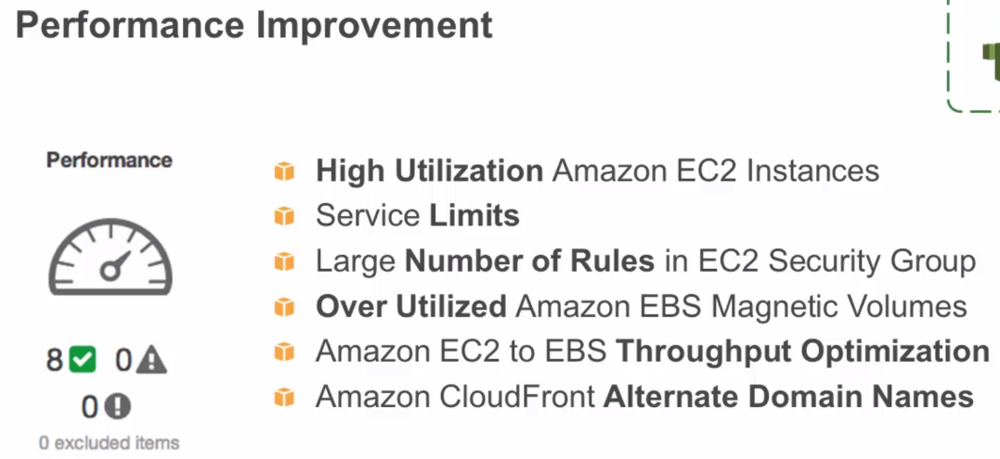 Performance Improvement
Performance
High Utilization Amazon EC2 Instances
Service Limits
Large Number of Rules in EC2 Security Group
Over Utilized Amazon EBS Magnetic Volumes
Amazon EC2 to EBS Throughput Optimization
Amazon CloudFront Alternate Domain Names
8 0
0
0 excluded items